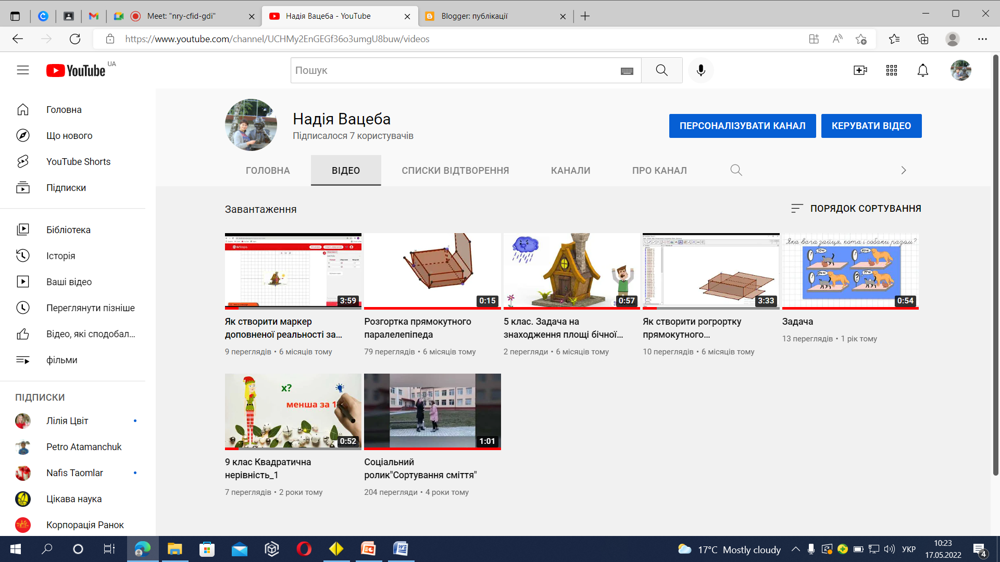 Meet: "nry-cfid-gdi"
Надія Вацеба - YouTube
Blogger: публікації
https://www.youtube.com/channel/UCHMy2EnGEGf36o3umgU8buw/videos
YouTube UA
Пошук
Головна
Що нового
YouTube Shorts
Підписки
Бібліотека
Історія
Ваші відео
Переглянути пізніше
Відео, які сподобал...
фільми
ПІДПИСКИ
Лілія Цвіт
Petro Atamanchuk
Nafis Taomlar
Цікава наука
Корпорація Ранок
Надія Вацеба
Підписалося 7 користувачів
ПЕРСОНАЛІЗУВАТИ КАНАЛ
КЕРУВАТИ ВІДЕО
ГОЛОВНА
ВІДЕО
СПИСКИ ВІДТВОРЕННЯ
КАНАЛИ
ПРО КАНАЛ
Завантаження
ПОРЯДОК СОРТУВАННЯ
3:59
Як створити маркер
доповненої реальності за...
9 переглядів • 6 місяців тому
0:15
Розгортка прямокутного
паралелепіпеда
79 переглядів • 6 місяців тому
0:57
5 клас. Задача на
знаходження площі бічної...
2 перегляди • 6 місяців тому
3:33
Як створити рогрортку
прямокутного...
10 переглядів • 6 місяців тому
Яка вага зайця, кота і собаки разом?
10 кг
20 кг
24 кг
?? кг
0:54
Задача
13 переглядів • 1 рік тому
x?
менша за 1
0:52
9 клас Квадратична
нерівність_1
7 переглядів • 2 роки тому
1:01
Соціальний
ролик"Сортування сміття"
204 перегляди • 4 роки тому
17°C Mostly cloudy
УКР
10:23
17.05.2022
4